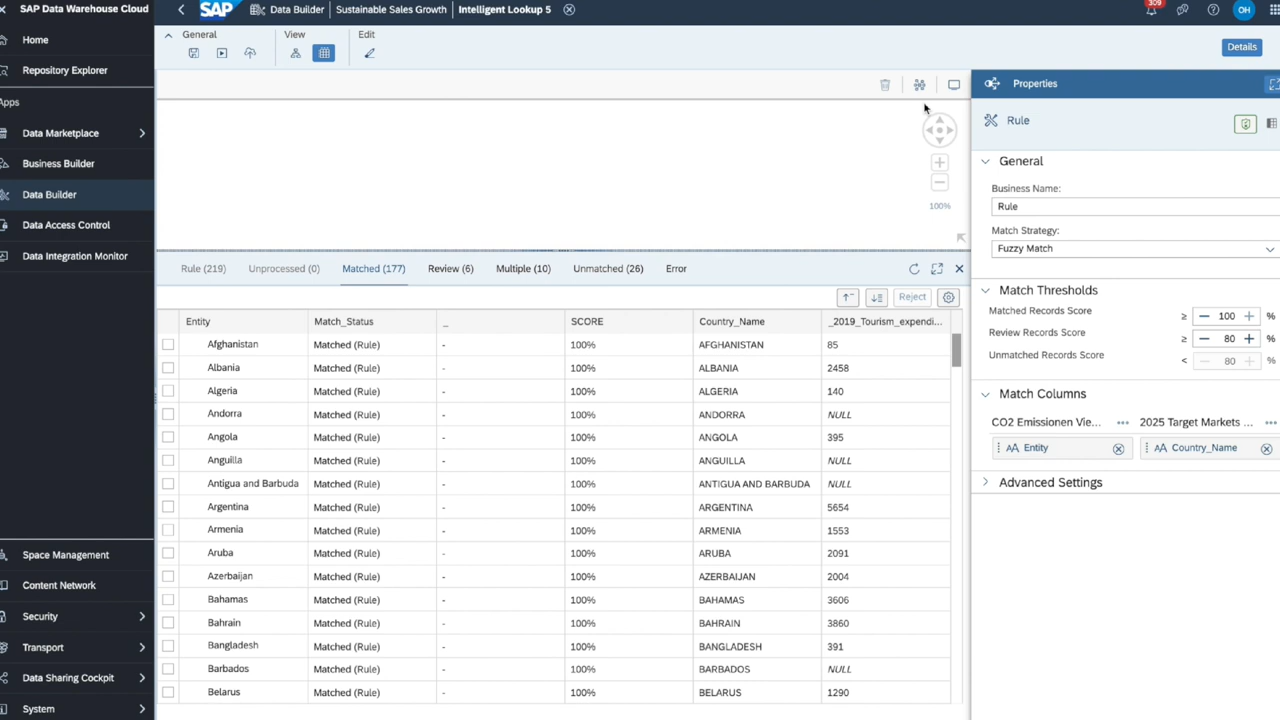 SAP Data Warehouse Cloud
SAP Data Builder Sustainable Sales Growth Intelligent Lookup 5 309 OH
Home
Repository Explorer
Apps
Data Marketplace
Business Builder
Data Builder
Data Access Control
Data Integration Monitor
Space Management
Content Network
Security
Transport
Data Sharing Cockpit
System
General View Edit
Details
100%
Rule (219) Unprocessed (0) Matched (177) Review (6) Multiple (10) Unmatched (26) Error
Reject
Entity Match_Status _ SCORE Country_Name _2019_Tourism_expendi...
Afghanistan Matched (Rule) - 100% AFGHANISTAN 85
Albania Matched (Rule) - 100% ALBANIA 2458
Algeria Matched (Rule) - 100% ALGERIA 140
Andorra Matched (Rule) - 100% ANDORRA NULL
Angola Matched (Rule) - 100% ANGOLA 395
Anguilla Matched (Rule) - 100% ANGUILLA NULL
Antigua and Barbuda Matched (Rule) - 100% ANTIGUA AND BARBUDA NULL
Argentina Matched (Rule) - 100% ARGENTINA 5654
Armenia Matched (Rule) - 100% ARMENIA 1553
Aruba Matched (Rule) - 100% ARUBA 2091
Azerbaijan Matched (Rule) - 100% AZERBAIJAN 2004
Bahamas Matched (Rule) - 100% BAHAMAS 3606
Bahrain Matched (Rule) - 100% BAHRAIN 3860
Bangladesh Matched (Rule) - 100% BANGLADESH 391
Barbados Matched (Rule) - 100% BARBADOS NULL
Belarus Matched (Rule) - 100% BELARUS 1290
Properties
Rule
General
Business Name:
Rule
Match Strategy:
Fuzzy Match
Match Thresholds
Matched Records Score ≥ − 100 + %
Review Records Score ≥ − 80 + %
Unmatched Records Score < − 80 + %
Match Columns
CO2 Emissionen Vie... ••• 2025 Target Markets ... •••
AA Entity AA Country_Name
Advanced Settings